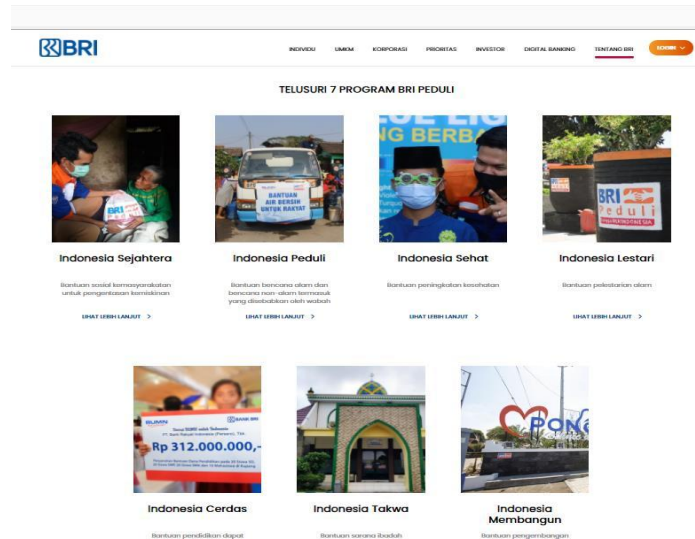 BRI
INDIVIDU UMKM KORPORASI PRIORITAS INVESTOR DIGITAL BANKING TENTANG BRI
TELUSURI 7 PROGRAM BRI PEDULI
BRI
BANTUAN
AIR BERSIH
UNTUK RAKYAT
NG BERBA
BRI
Peduli
Indonesia Sejahtera
Indonesia Peduli
Indonesia Sehat
Indonesia Lestari
Bantuan sosial kemasyarakatan
untuk pengentasan kemiskinan
Bantuan bencana alam dan
bencana non-alam termasuk
yang disebabkan oleh wabah
Bantuan peningkatan kesehatan
Bantuan pelestarian alam
LIHAT LEBIH LANJUT >
LIHAT LEBIH LANJUT >
LIHAT LEBIH LANJUT >
LIHAT LEBIH LANJUT >
BUMN
BANK BRI
Rp 312.000.000,-
PON
Indonesia Cerdas
Indonesia Takwa
Indonesia
Membangun
Bantuan pendidikan dapat
Bantuan sarana ibadah
Bantuan pengembangan